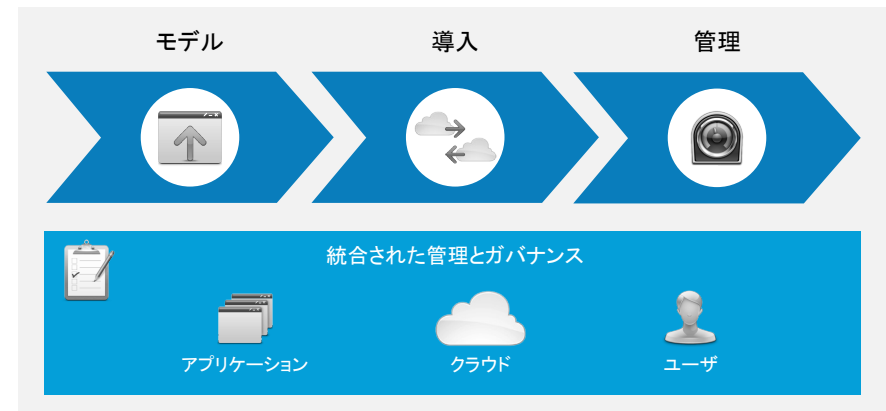 モデル
導入
管理
統合された管理とガバナンス
アプリケーション
クラウド
ユーザ